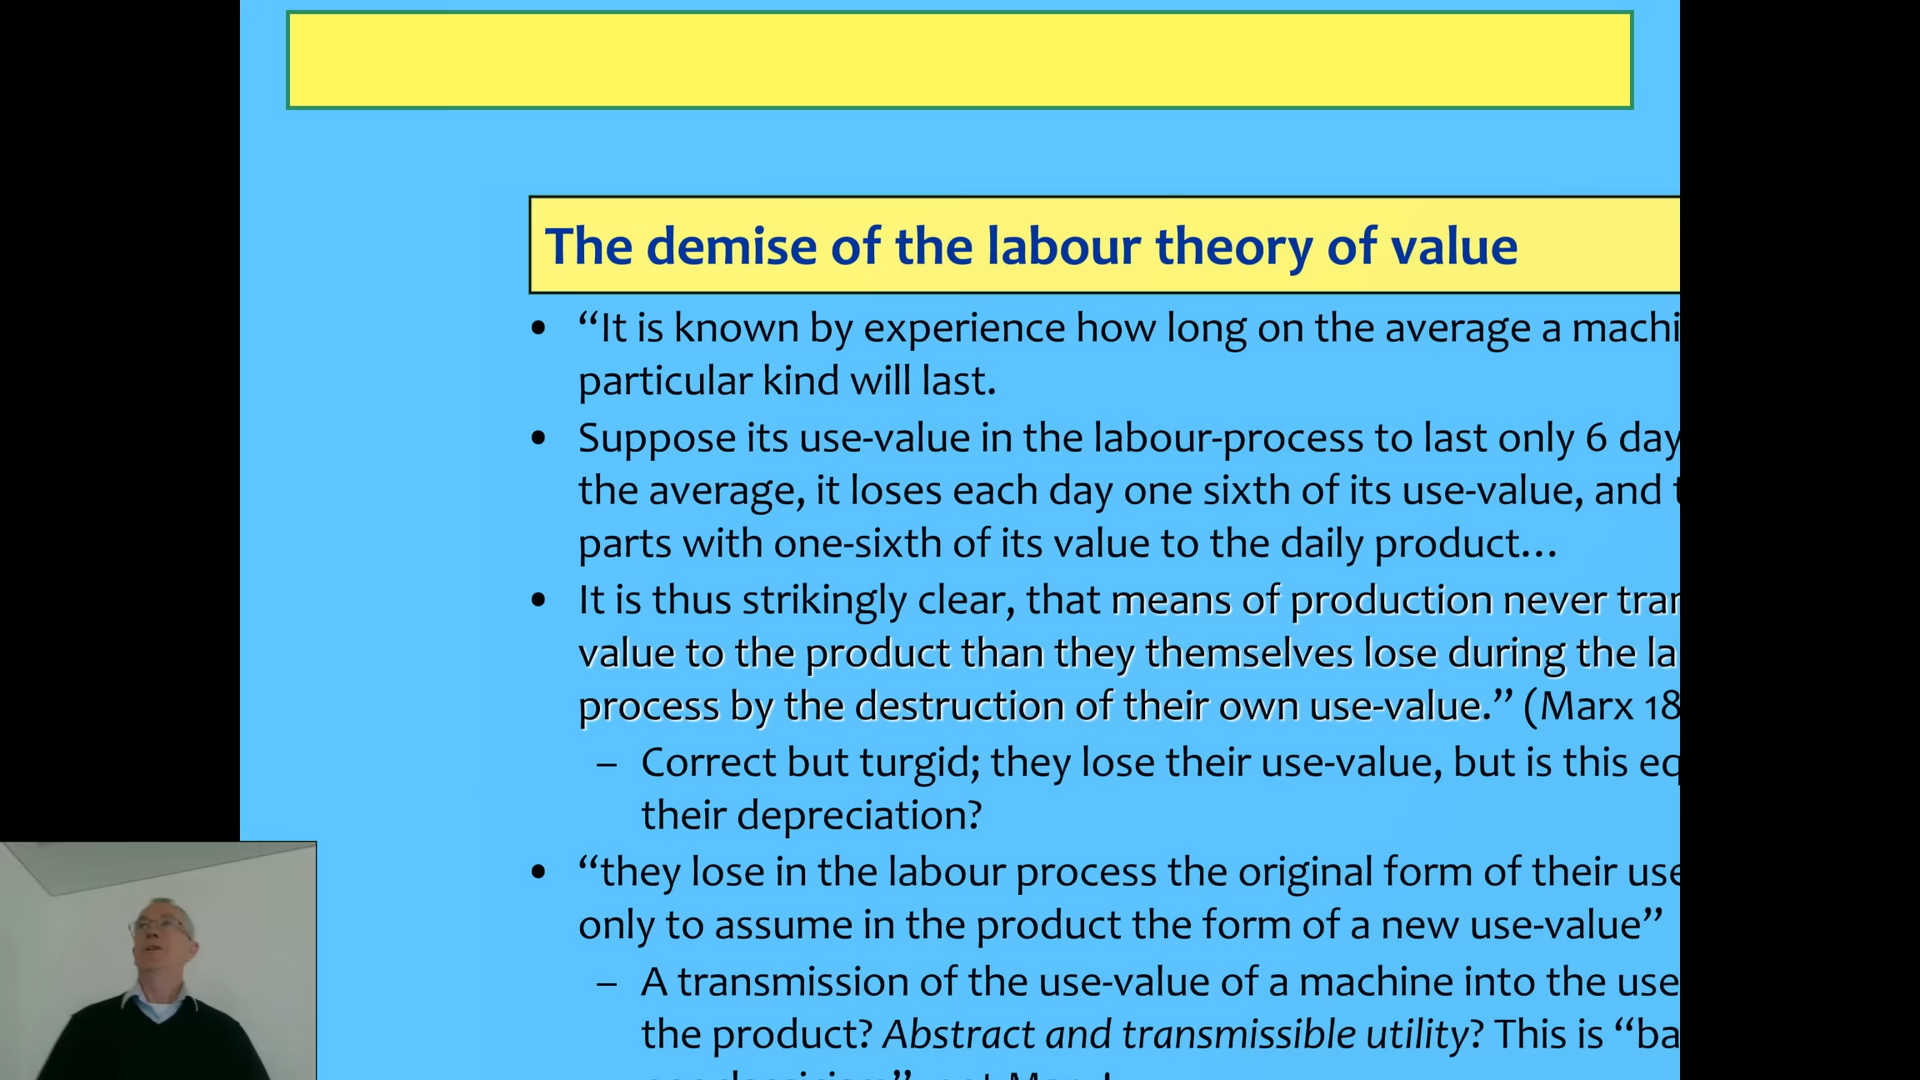 The demise of the labour theory of value
• “It is known by experience how long on the average a machi
particular kind will last.
• Suppose its use-value in the labour-process to last only 6 day
the average, it loses each day one sixth of its use-value, and t
parts with one-sixth of its value to the daily product…
• It is thus strikingly clear, that means of production never tran
value to the product than they themselves lose during the la
process by the destruction of their own use-value.” (Marx 18
– Correct but turgid; they lose their use-value, but is this eq
their depreciation?
• “they lose in the labour process the original form of their use
only to assume in the product the form of a new use-value”
– A transmission of the use-value of a machine into the use
the product? Abstract and transmissible utility? This is “ba